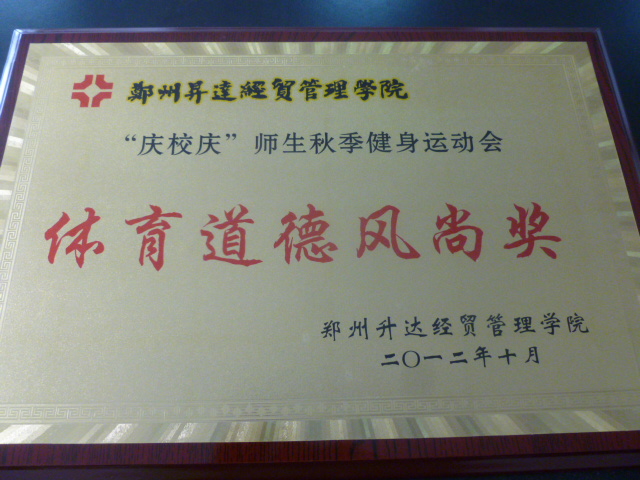 鄭州昇達經貿管理學院
“庆校庆”师生秋季健身运动会
体育道德风尚奖
郑州升达经贸管理学院
二〇一二年十月